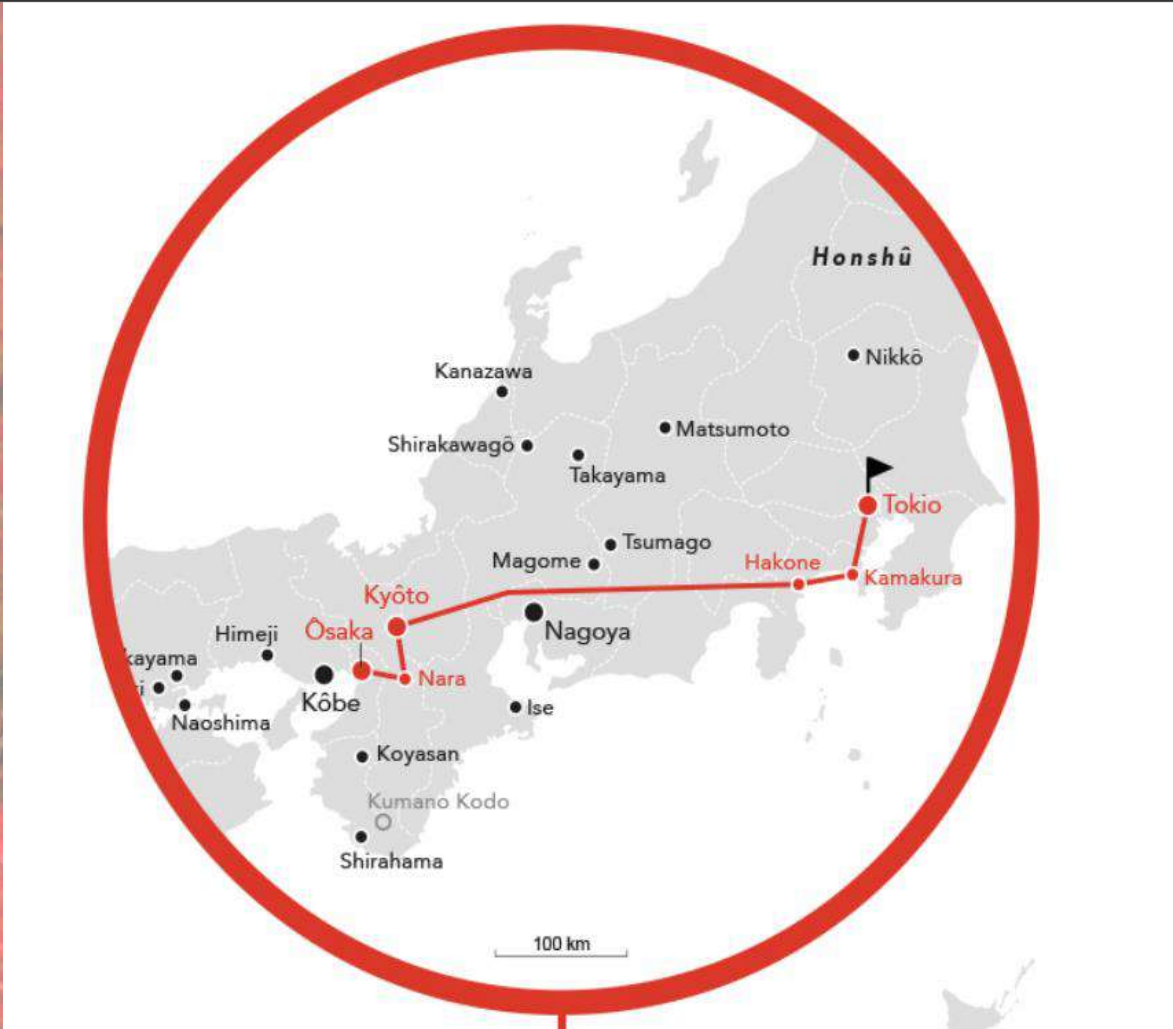 Honshû
Nikkô
Kanazawa
Matsumoto
Shirakawagô
Takayama
Tokio
Tsumago
Magome
Hakone
Kamakura
Kyôto
Nagoya
Himeji
Ôsaka
kayama
Nara
i
Kôbe
Naoshima
Ise
Koyasan
Kumano Kodo
Shirahama
100 km